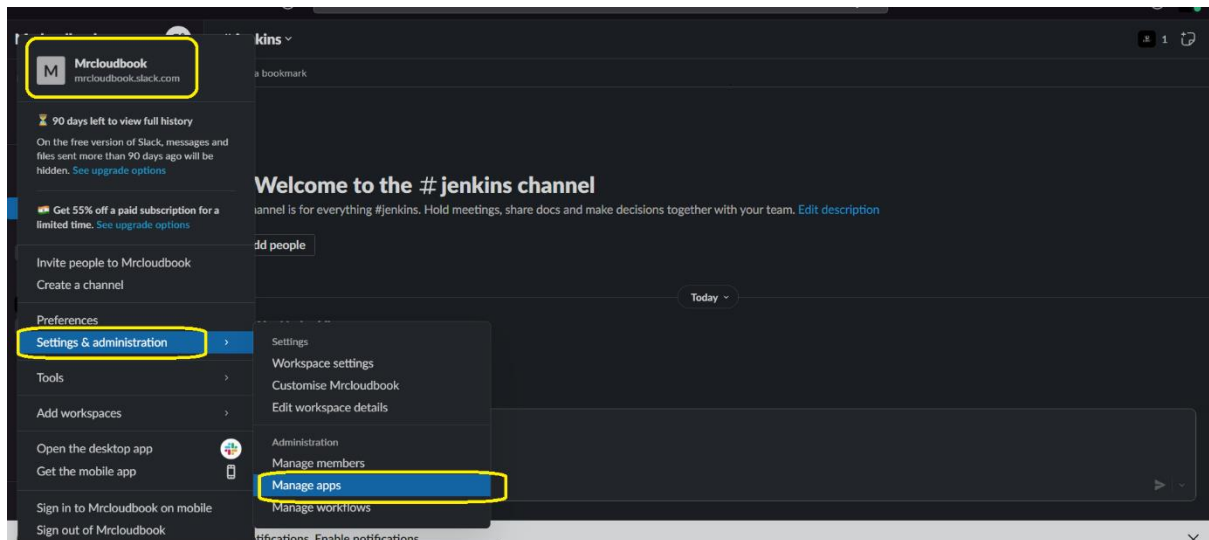 kins
1
M
Mrcloudbook
mrcloudbook.slack.com
a bookmark
90 days left to view full history
On the free version of Slack, messages and
files sent more than 90 days ago will be
hidden. See upgrade options
Get 55% off a paid subscription for a
limited time. See upgrade options
Welcome to the # jenkins channel
annel is for everything #jenkins. Hold meetings, share docs and make decisions together with your team. Edit description
dd people
Invite people to Mrcloudbook
Create a channel
Today
Preferences
Settings & administration
Tools
Add workspaces
Open the desktop app
Get the mobile app
Sign in to Mrcloudbook on mobile
Sign out of Mrcloudbook
Settings
Workspace settings
Customise Mrcloudbook
Edit workspace details
Administration
Manage members
Manage apps
Manage workflows
tifications. Enable notifications